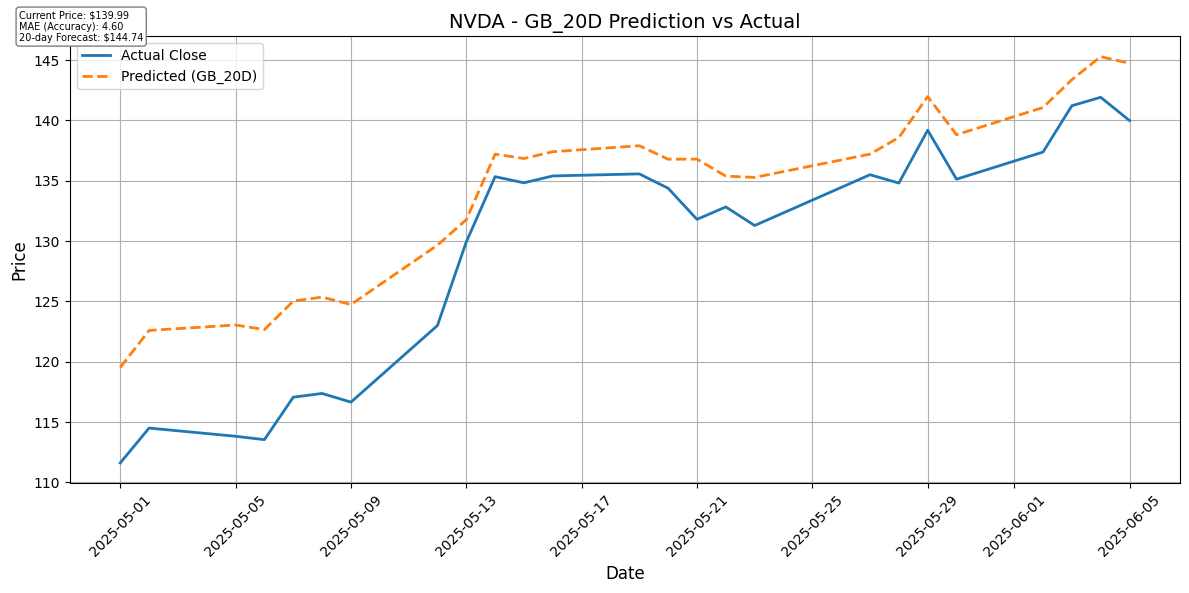 NVDA - GB_20D Prediction vs Actual
Current Price: $139.99
MAE (Accuracy): 4.60
20-day Forecast: $144.74
Actual Close
Predicted (GB_20D)
Price
145
140
135
130
125
120
115
110
2025-05-01
2025-05-05
2025-05-09
2025-05-13
2025-05-17
2025-05-21
2025-05-25
2025-05-29
2025-06-01
2025-06-05
Date